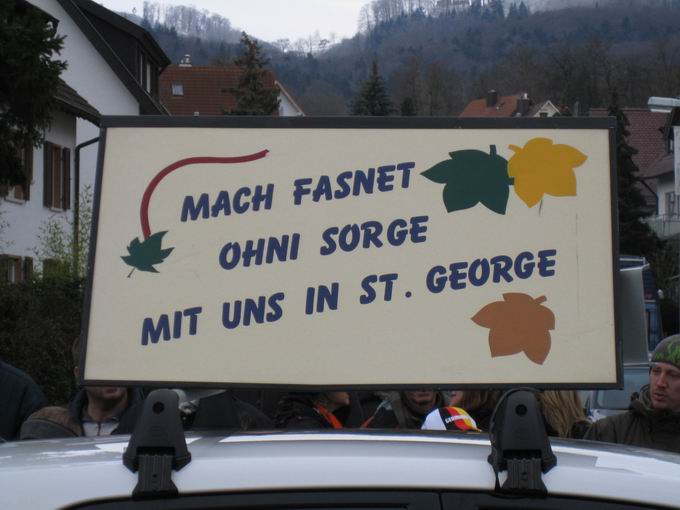 MACH FASNET
OHNI SORGE
MIT UNS IN ST. GEORGE